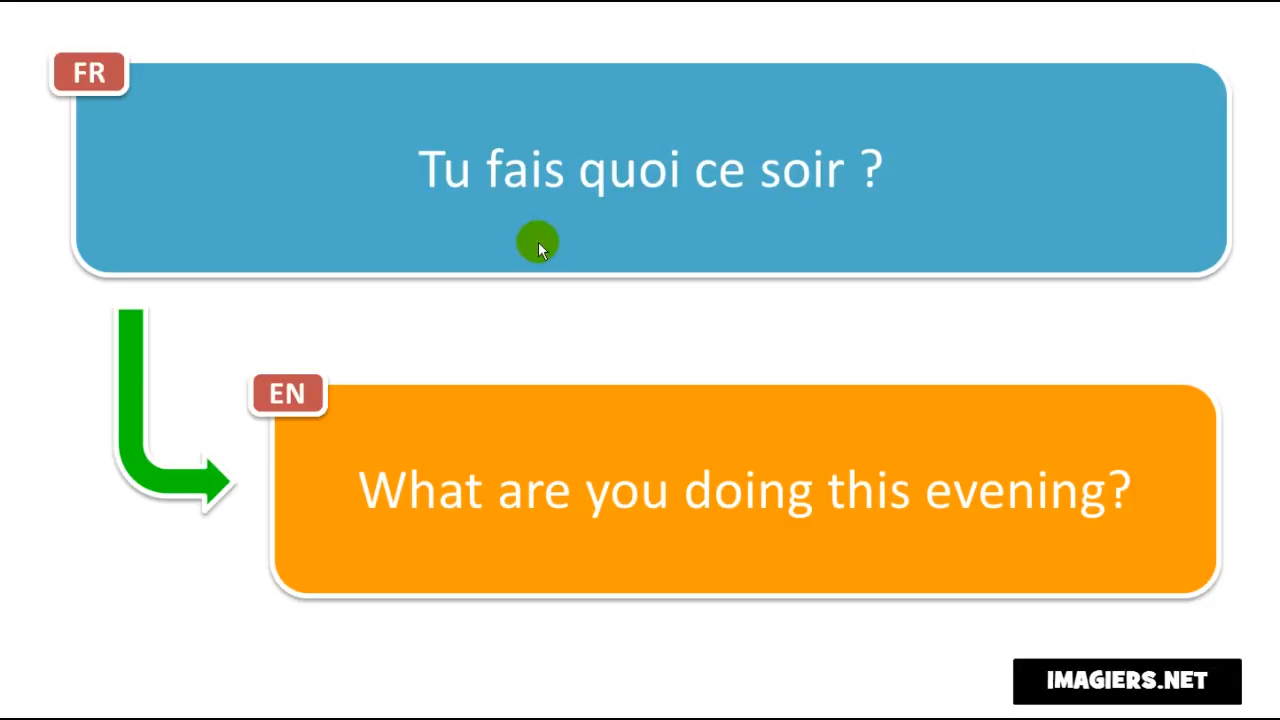 FR
Tu fais quoi ce soir ?
EN
What are you doing this evening?
IMAGIERS.NET